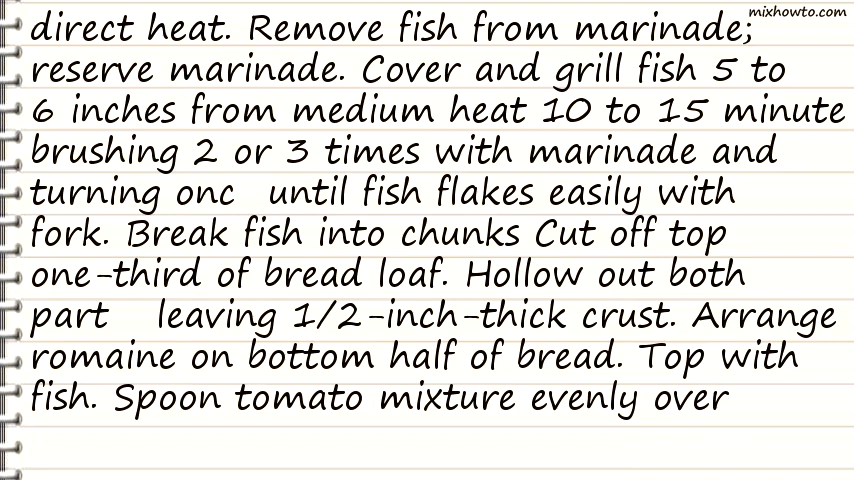 mixhowto.com
direct heat. Remove fish from marinade;
reserve marinade. Cover and grill fish 5 to
6 inches from medium heat 10 to 15 minute
brushing 2 or 3 times with marinade and
turning onc until fish flakes easily with
fork. Break fish into chunks Cut off top
one-third of bread loaf. Hollow out both
part leaving 1/2-inch-thick crust. Arrange
romaine on bottom half of bread. Top with
fish. Spoon tomato mixture evenly over